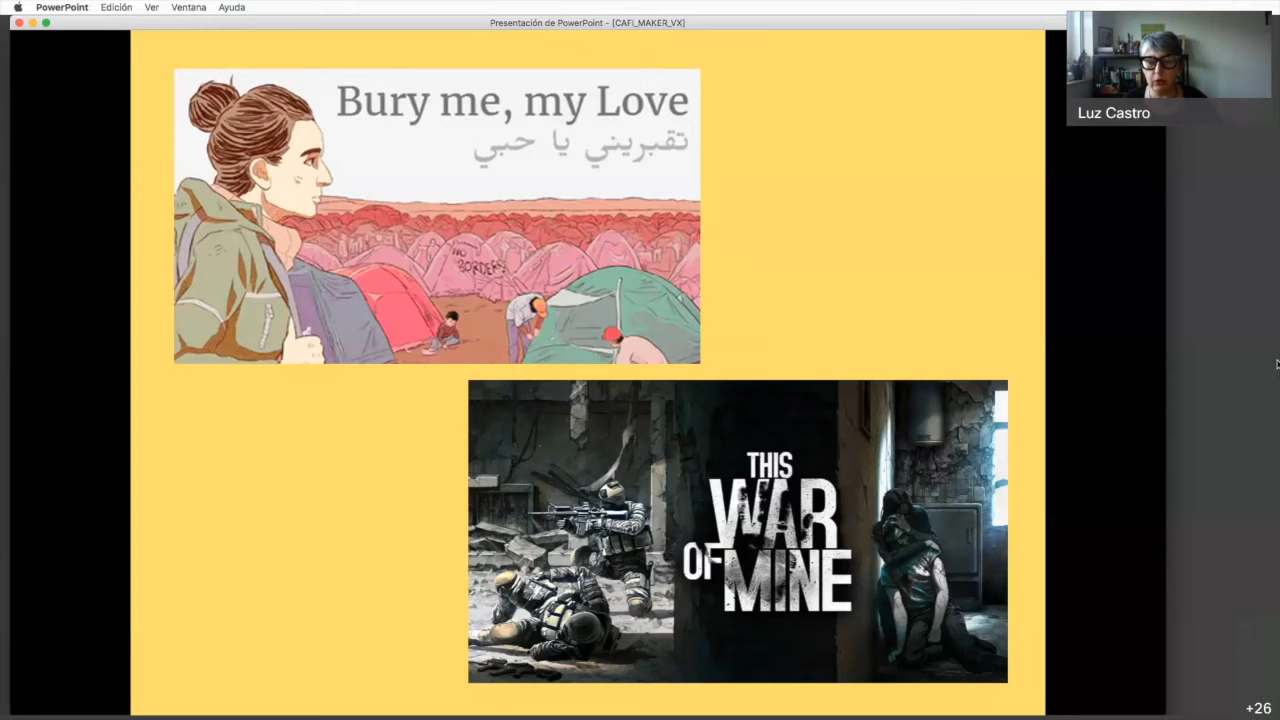 PowerPoint Edición Ver Ventana Ayuda
Presentación de PowerPoint - [CAFI_MAKER_VX]
Luz Castro
Bury me, my Love
تقبريني يا حبي
NO
BORDERS
THIS
WAR
OF MINE
+26